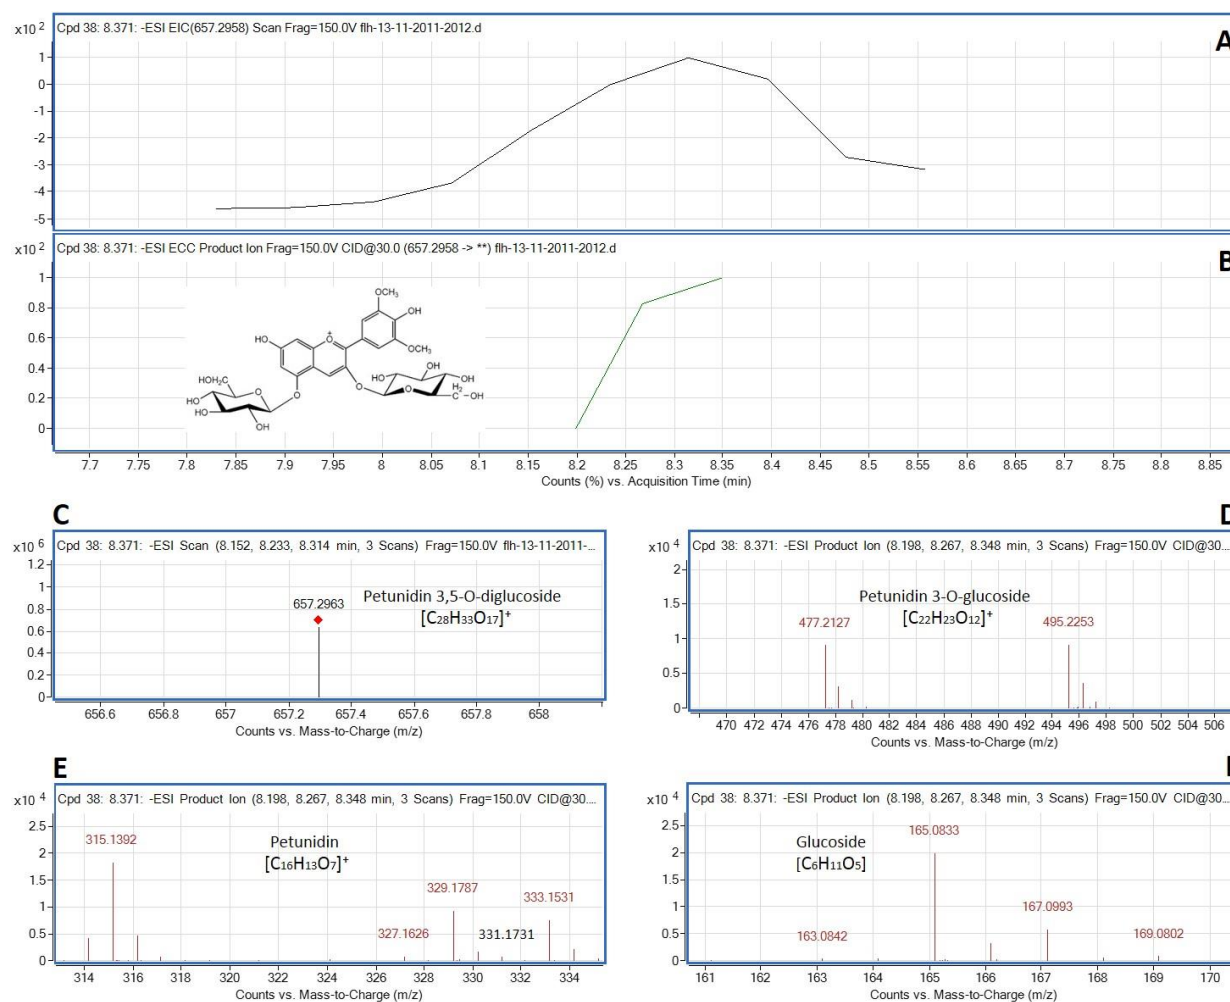 A
Cpd 38: 8.371: -ESI EIC(657.2958) Scan Frag=150.0V flh-13-11-2011-2012.d
x10 2
1
0
-1
-2
-3
-4
-5
B
Cpd 38: 8.371: -ESI ECC Product Ion Frag=150.0V CID@30.0 (657.2958 -> **) flh-13-11-2011-2012.d
x10 2
1
0.8
0.6
0.4
0.2
0
OCH3
OH
HO
O+
OCH3
HOH2C
O
HO
HO
OH
O
O
OH
HO
OH
O
H2
C-OH
7.7 7.75 7.8 7.85 7.9 7.95 8 8.05 8.1 8.15 8.2 8.25 8.3 8.35 8.4 8.45 8.5 8.55 8.6 8.65 8.7 8.75 8.8 8.85
Counts (%) vs. Acquisition Time (min)
C
Cpd 38: 8.371: -ESI Scan (8.152, 8.233, 8.314 min, 3 Scans) Frag=150.0V flh-13-11-2011-...
x10 6
1.2
1
0.8
0.6
0.4
0.2
0
657.2963
Petunidin 3,5-O-diglucoside
[C28H33O17]+
656.6 656.8 657 657.2 657.4 657.6 657.8 658
Counts vs. Mass-to-Charge (m/z)
D
Cpd 38: 8.371: -ESI Product Ion (8.198, 8.267, 8.348 min, 3 Scans) Frag=150.0V CID@30....
x10 4
2
1.5
1
0.5
0
Petunidin 3-O-glucoside
[C22H23O12]+
477.2127
495.2253
470 472 474 476 478 480 482 484 486 488 490 492 494 496 498 500 502 504 506
Counts vs. Mass-to-Charge (m/z)
E
Cpd 38: 8.371: -ESI Product Ion (8.198, 8.267, 8.348 min, 3 Scans) Frag=150.0V CID@30....
x10 4
2.5
2
1.5
1
0.5
0
315.1392
Petunidin
[C16H13O7]+
327.1626
329.1787
331.1731
333.1531
314 316 318 320 322 324 326 328 330 332 334
Counts vs. Mass-to-Charge (m/z)
Cpd 38: 8.371: -ESI Product Ion (8.198, 8.267, 8.348 min, 3 Scans) Frag=150.0V CID@30....
x10 4
2.5
2
1.5
1
0.5
0
Glucoside
[C6H11O5]
163.0842
165.0833
167.0993
169.0802
161 162 163 164 165 166 167 168 169 170
Counts vs. Mass-to-Charge (m/z)